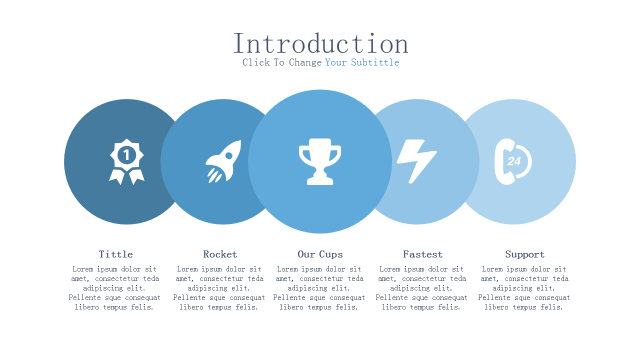 Introduction
Click To Change Your Subtittle
1
24
Tittle
Lorem ipsum dolor sit
amet, consectetur teda
adipiscing elit.
Pellente sque consequat
libero tempus felis.
Rocket
Lorem ipsum dolor sit
amet, consectetur teda
adipiscing elit.
Pellente sque consequat
libero tempus felis.
Our Cups
Lorem ipsum dolor sit
amet, consectetur teda
adipiscing elit.
Pellente sque consequat
libero tempus felis.
Fastest
Lorem ipsum dolor sit
amet, consectetur teda
adipiscing elit.
Pellente sque consequat
libero tempus felis.
Support
Lorem ipsum dolor sit
amet, consectetur teda
adipiscing elit.
Pellente sque consequat
libero tempus felis.